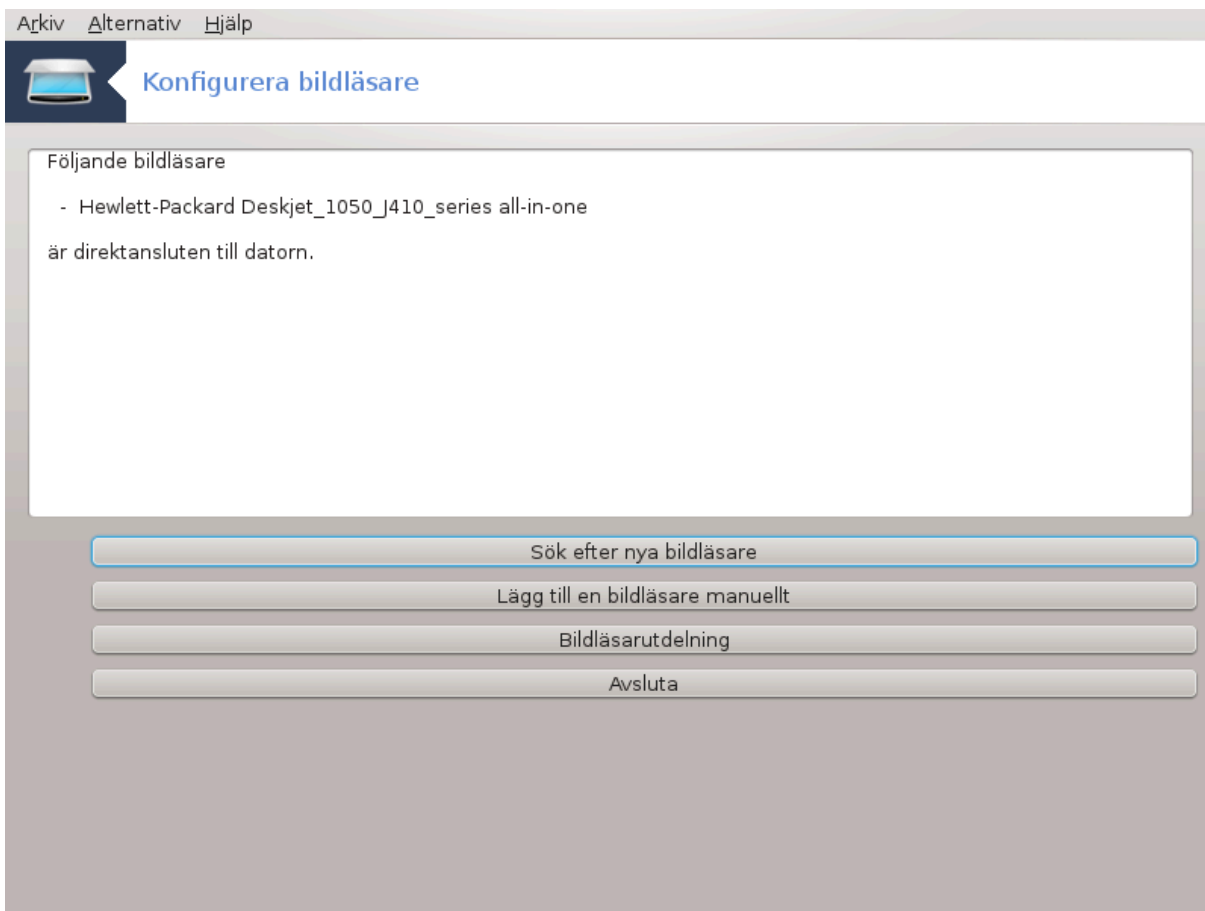 Arkiv Alternativ Hjälp
Konfigurera bildläsare
Följande bildläsare
- Hewlett-Packard Deskjet_1050_J410_series all-in-one
är direktansluten till datorn.
Sök efter nya bildläsare
Lägg till en bildläsare manuellt
Bildläsarutdelning
Avsluta